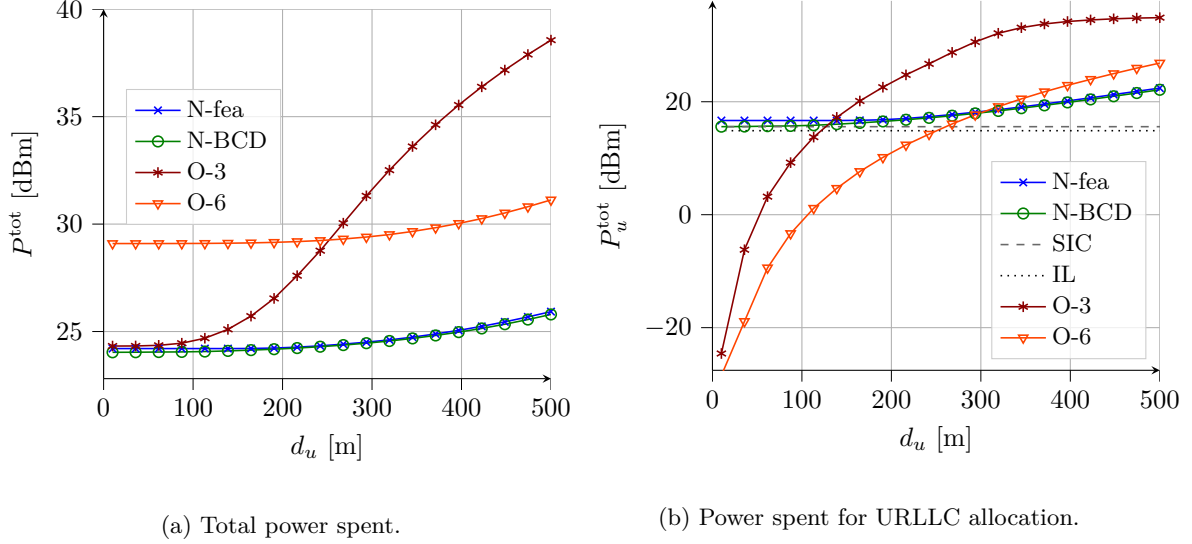 40
35
30
25
P^tot [dBm]
N-fea
N-BCD
O-3
O-6
0 100 200 300 400 500
d_u [m]
(a) Total power spent.
20
0
−20
P_u^tot [dBm]
N-fea
N-BCD
SIC
IL
O-3
O-6
0 100 200 300 400 500
d_u [m]
(b) Power spent for URLLC allocation.